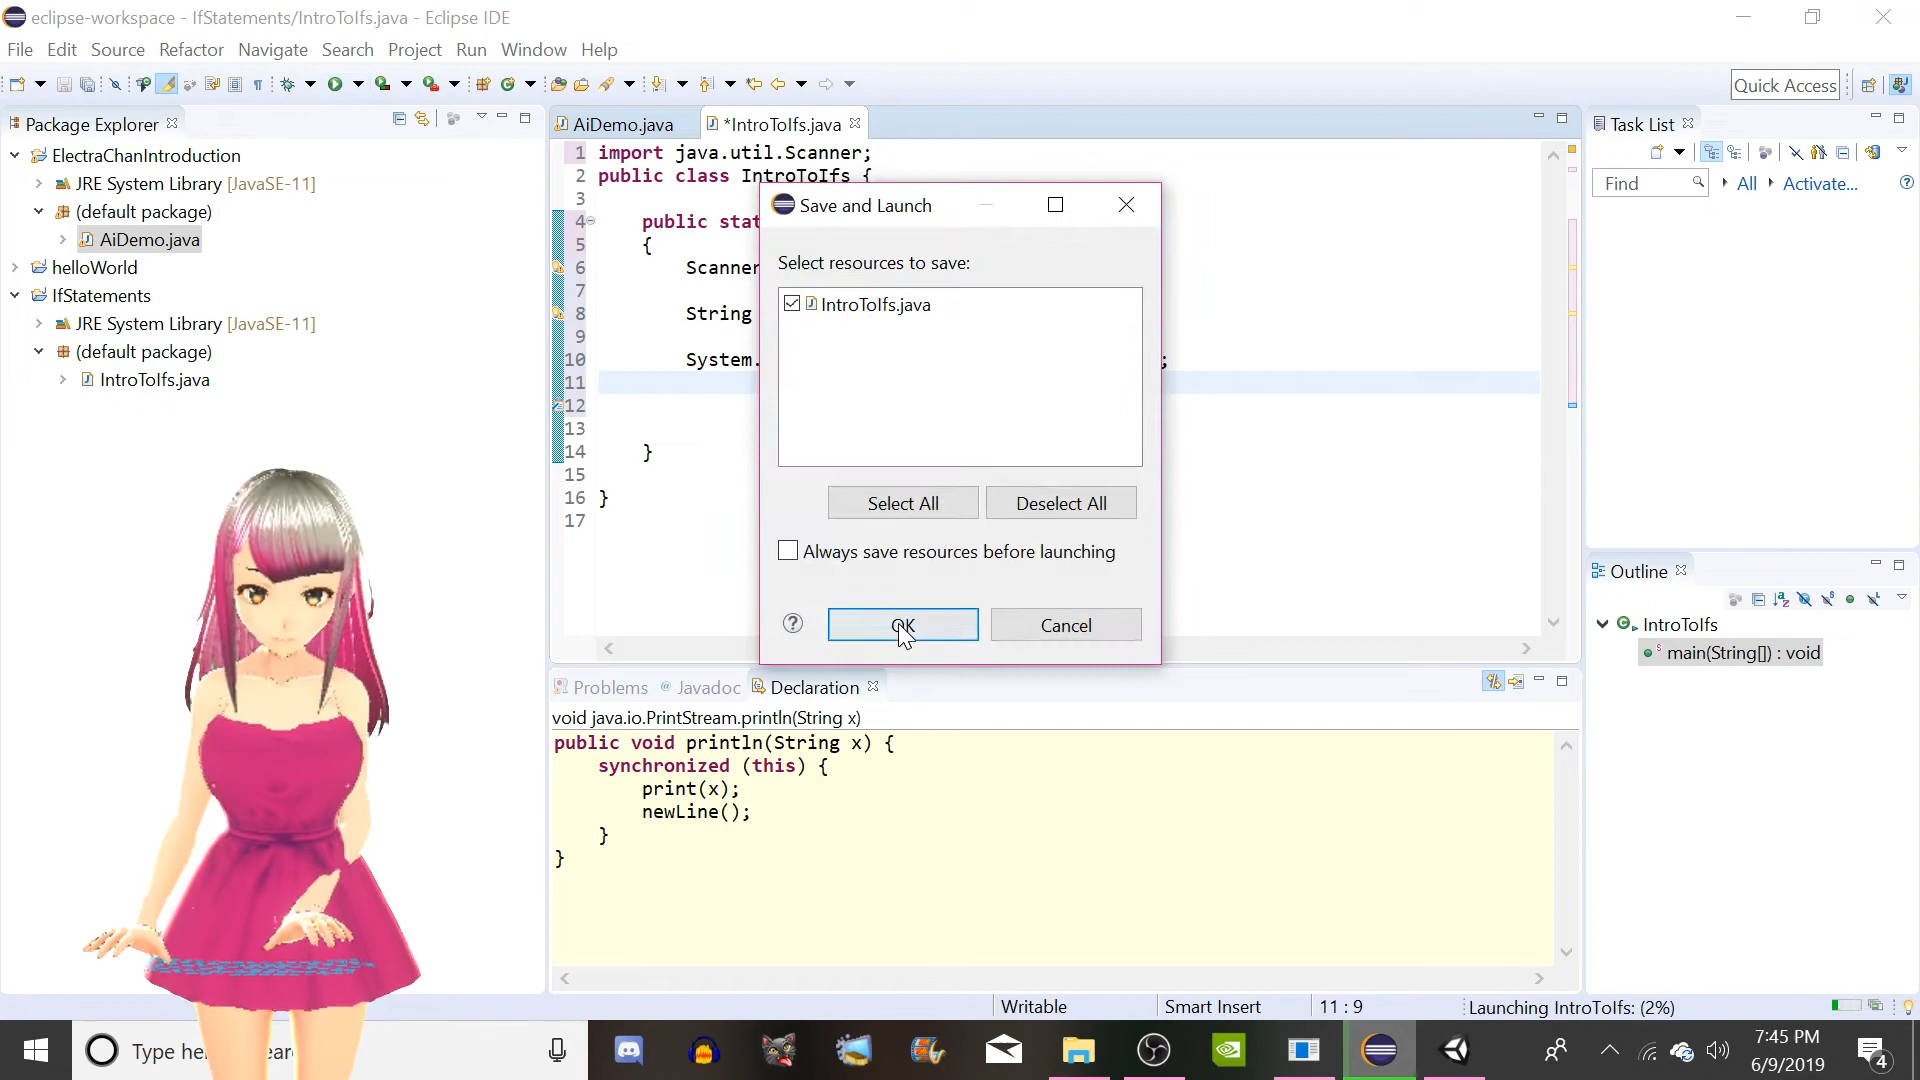 eclipse-workspace - IfStatements/IntroToIfs.java - Eclipse IDE
File Edit Source Refactor Navigate Search Project Run Window Help
Quick Access
Package Explorer
ElectraChanIntroduction
JRE System Library [JavaSE-11]
(default package)
AiDemo.java
helloWorld
IfStatements
JRE System Library [JavaSE-11]
(default package)
IntroToIfs.java
AiDemo.java
*IntroToIfs.java
1 import java.util.Scanner;
2 public class IntroToIfs {
3
4 public stat
5 {
6 Scanner
7
8 String
9
10 System. ;
11
12
13
14 }
15
16 }
17
Save and Launch
Select resources to save:
IntroToIfs.java
Select All Deselect All
Always save resources before launching
OK Cancel
Task List
Find All Activate...
Outline
IntroToIfs
main(String[]) : void
Problems Javadoc Declaration
void java.io.PrintStream.println(String x)
public void println(String x) {
synchronized (this) {
print(x);
newLine();
}
}
Writable Smart Insert 11 : 9 Launching IntroToIfs: (2%)
Type he
7:45 PM
6/9/2019
4